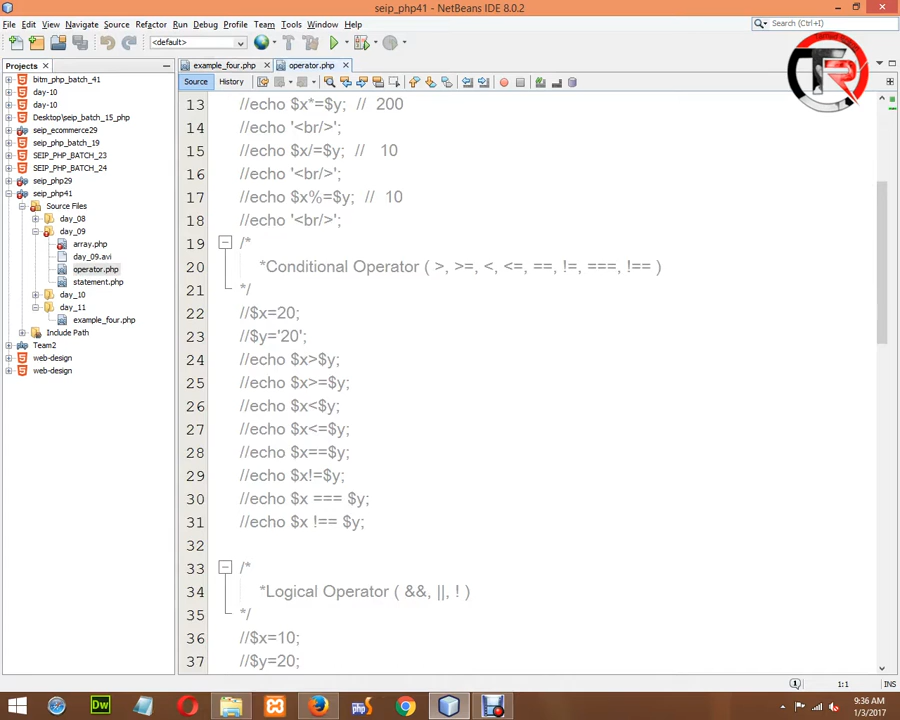 seip_php41 - NetBeans IDE 8.0.2
File Edit View Navigate Source Refactor Run Debug Profile Team Tools Window Help
Search (Ctrl+I)
<default>
TR
Projects
example_four.php
operator.php
Source History
bitm_php_batch_41
day-10
day-10
Desktop\seip_batch_15_php
seip_ecommerce29
seip_php_batch_19
SEIP_PHP_BATCH_23
SEIP_PHP_BATCH_24
seip_php29
seip_php41
Source Files
day_08
day_09
array.php
day_09.avi
operator.php
statement.php
day_10
day_11
example_four.php
Include Path
Team2
web-design
web-design
13 //echo $x*=$y; // 200
14 //echo '<br/>';
15 //echo $x/=$y; // 10
16 //echo '<br/>';
17 //echo $x%=$y; // 10
18 //echo '<br/>';
19 /*
20 *Conditional Operator ( >, >=, <, <=, ==, !=, ===, !== )
21 */
22 //$x=20;
23 //$y='20';
24 //echo $x>$y;
25 //echo $x>=$y;
26 //echo $x<$y;
27 //echo $x<=$y;
28 //echo $x==$y;
29 //echo $x!=$y;
30 //echo $x === $y;
31 //echo $x !== $y;
32
33 /*
34 *Logical Operator ( &&, ||, ! )
35 */
36 //$x=10;
37 //$y=20;
1:1 INS
Dw
php
9:36 AM
1/3/2017